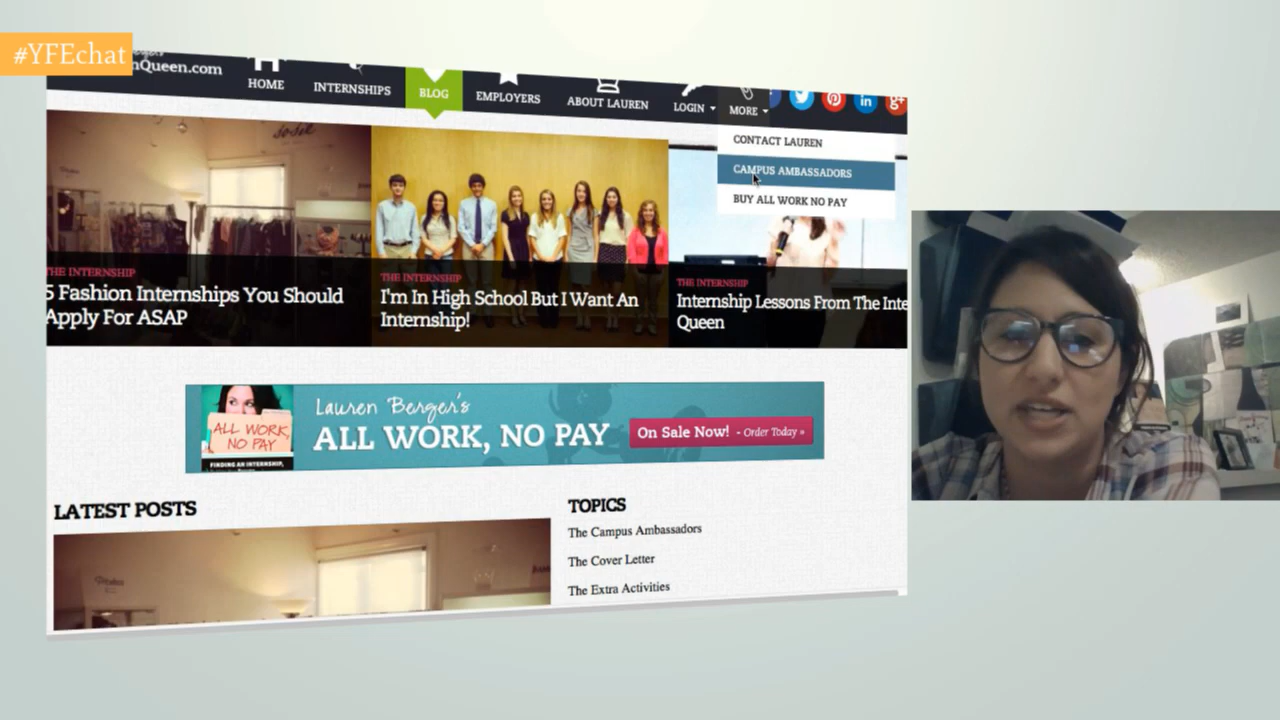 #YFEchat
nQueen.com
HOME
INTERNSHIPS
BLOG
EMPLOYERS
ABOUT LAUREN
LOGIN
MORE
CONTACT LAUREN
CAMPUS AMBASSADORS
BUY ALL WORK NO PAY
THE INTERNSHIP
5 Fashion Internships You Should
Apply For ASAP
THE INTERNSHIP
I'm In High School But I Want An
Internship!
THE INTERNSHIP
Internship Lessons From The Inte
Queen
ALL WORK,
NO PAY
FINDING AN INTERNSHIP,
Lauren Berger's
ALL WORK, NO PAY
On Sale Now! - Order Today »
LATEST POSTS
TOPICS
The Campus Ambassadors
The Cover Letter
The Extra Activities